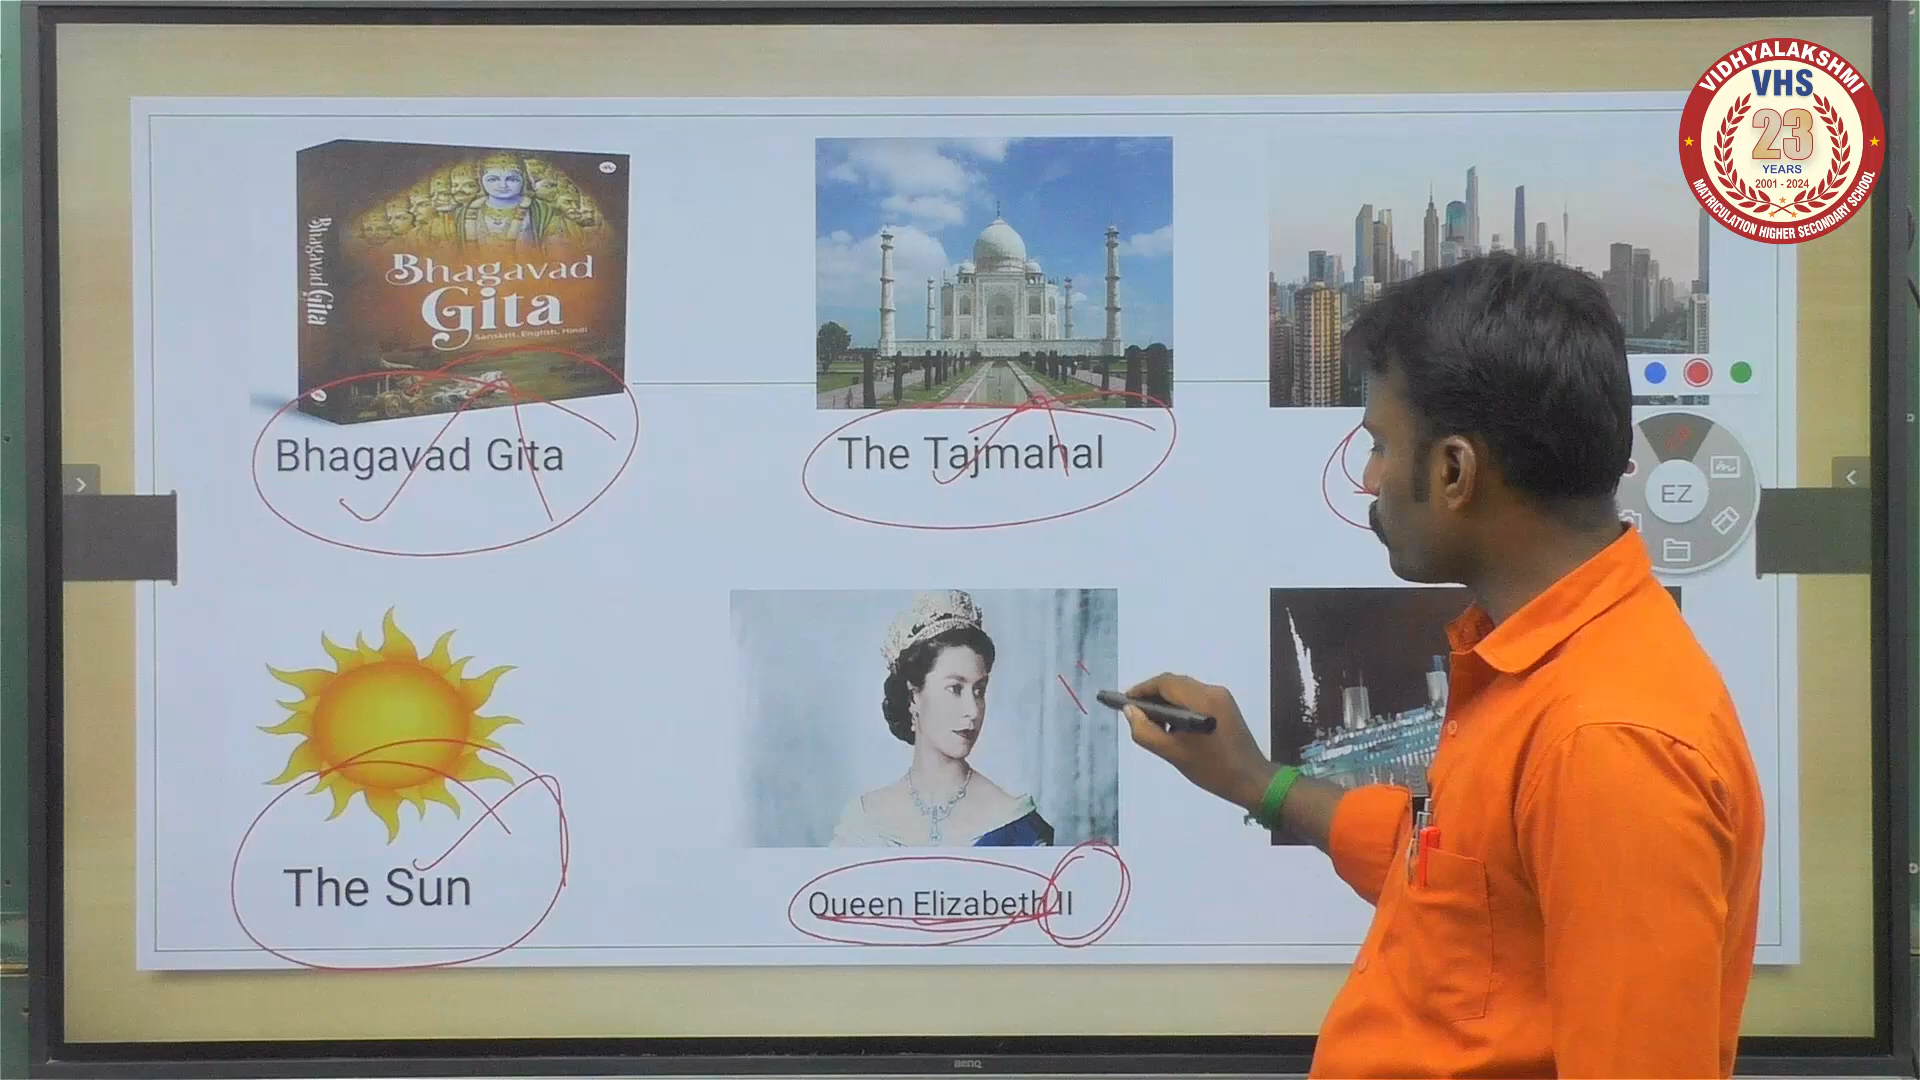 VIDHYALAKSHMI
VHS
23
YEARS
2001 - 2024
MATRICULATION HIGHER SECONDARY SCHOOL
Bhagavad Gita
Bhagavad
Gita
Sanskrit, English, Hindi
Bhagavad Gita
The Tajmahal
EZ
The Sun
Queen Elizabeth II
BenQ